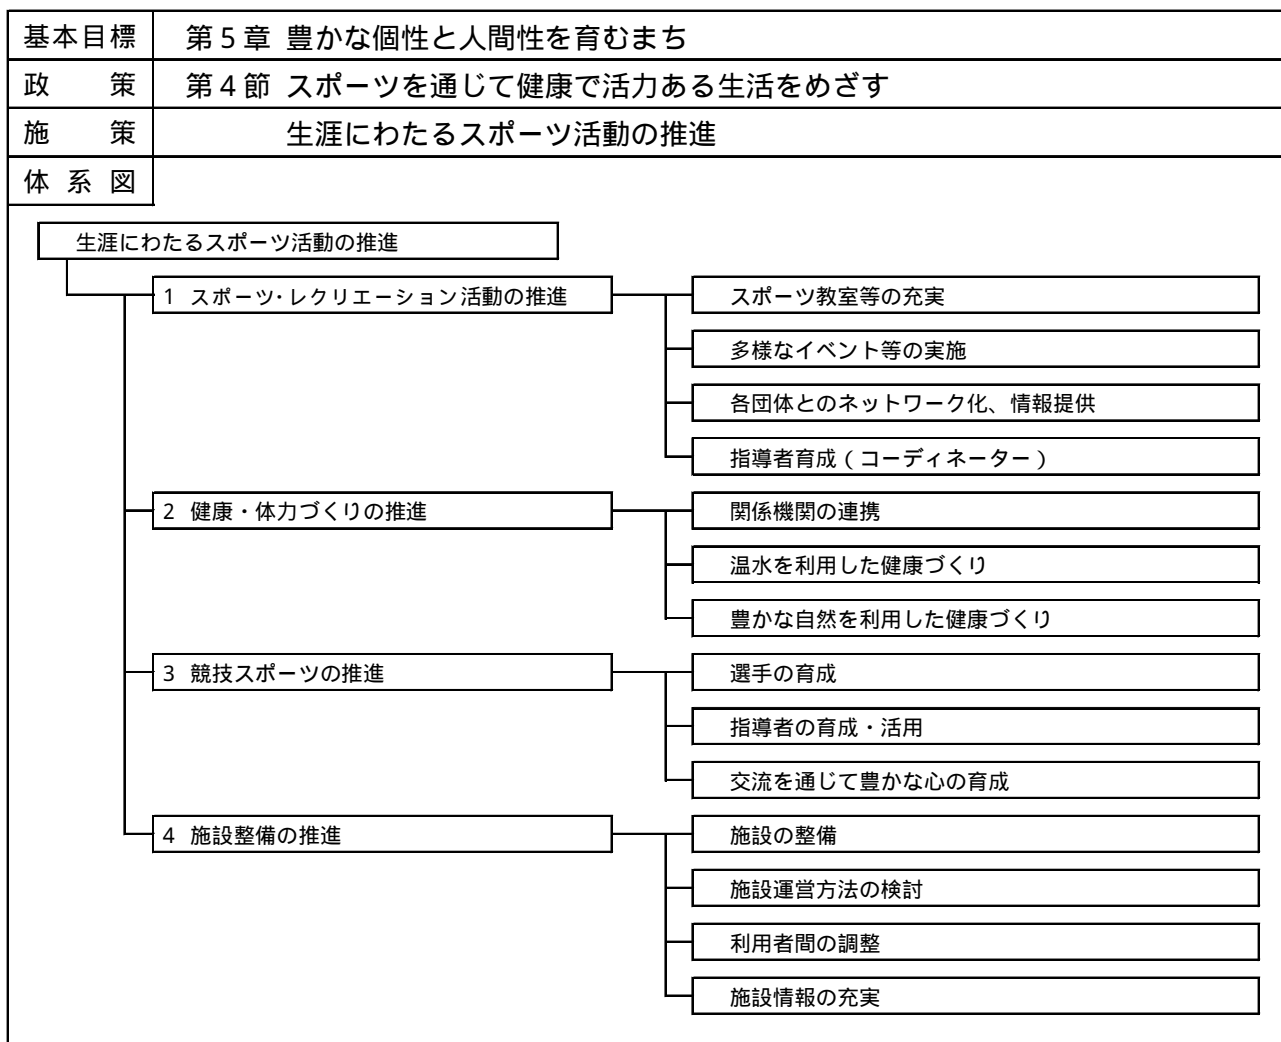 基本目標 第5章 豊かな個性と人間性を育むまち
政策 第4節 スポーツを通じて健康で活力ある生活をめざす
施策 生涯にわたるスポーツ活動の推進
体系図
生涯にわたるスポーツ活動の推進
1 スポーツ・レクリエーション活動の推進
スポーツ教室等の充実
多様なイベント等の実施
各団体とのネットワーク化、情報提供
指導者育成（コーディネーター）
2 健康・体力づくりの推進
関係機関の連携
温水を利用した健康づくり
豊かな自然を利用した健康づくり
3 競技スポーツの推進
選手の育成
指導者の育成・活用
交流を通じて豊かな心の育成
4 施設整備の推進
施設の整備
施設運営方法の検討
利用者間の調整
施設情報の充実